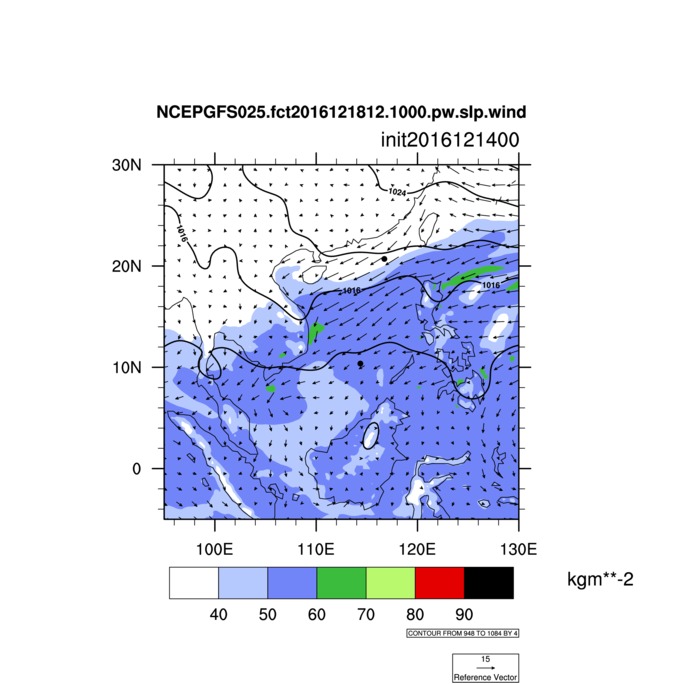 NCEPGFS025.fct2016121812.1000.pw.slp.wind
init2016121400
30N
1024
1016
20N
1016
1016
10N
0
100E 110E 120E 130E
kgm**-2
40 50 60 70 80 90
CONTOUR FROM 948 TO 1084 BY 4
15
Reference Vector